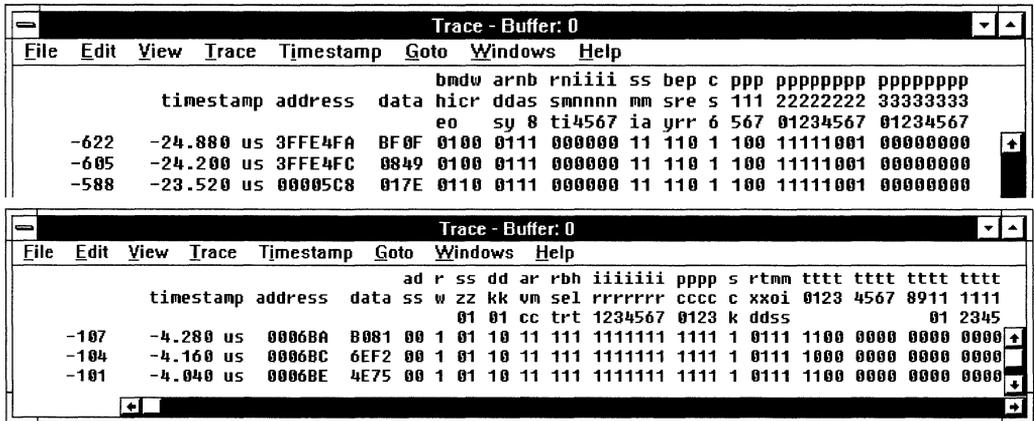 Trace - Buffer: 0
File Edit View Trace Timestamp Goto Windows Help
bmdw arnb rniiii ss bep c ppp pppppppp pppppppp
timestamp address data hicr ddas smnnnn mm sre s 111 22222222 33333333
eo sy 8 ti4567 ia yrr 6 567 01234567 01234567
-622 -24.880 us 3FFE4FA BF0F 0100 0111 000000 11 110 1 100 11111001 00000000
-605 -24.200 us 3FFE4FC 0849 0100 0111 000000 11 110 1 100 11111001 00000000
-588 -23.520 us 00005C8 017E 0110 0111 000000 11 110 1 100 11111001 00000000
Trace - Buffer: 0
File Edit View Trace Timestamp Goto Windows Help
ad r ss dd ar rbh iiiiiii pppp s rtmm tttt tttt tttt tttt
timestamp address data ss w zz kk vm sel rrrrrrr cccc c xxoi 0123 4567 8911 1111
01 01 cc trt 1234567 0123 k ddss 01 2345
-107 -4.280 us 0006BA B081 00 1 01 10 11 111 1111111 1111 1 0111 1100 0000 0000 0000
-104 -4.160 us 0006BC 6EF2 00 1 01 10 11 111 1111111 1111 1 0111 1000 0000 0000 0000
-101 -4.040 us 0006BE 4E75 00 1 01 10 11 111 1111111 1111 1 0111 1100 0000 0000 0000